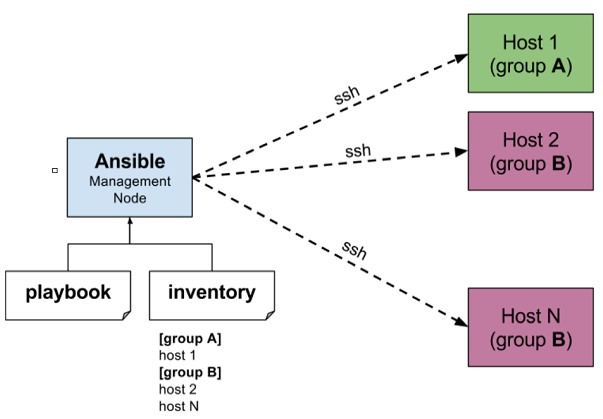 Host 1
(group A)
ssh
Host 2
(group B)
ssh
Ansible
Management
Node
ssh
playbook
inventory
Host N
(group B)
[group A]
host 1
[group B]
host 2
host N